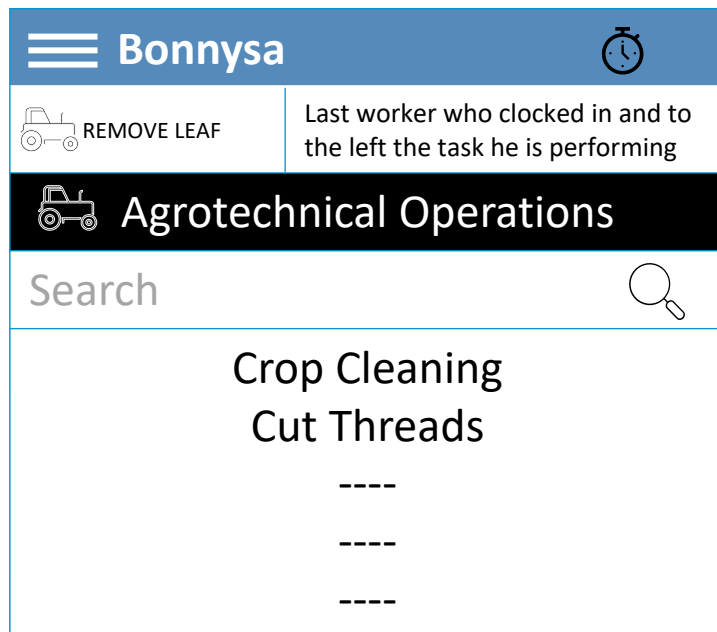 Bonnysa
REMOVE LEAF
Last worker who clocked in and to
the left the task he is performing
Agrotechnical Operations
Search
Crop Cleaning
Cut Threads
----
----
----